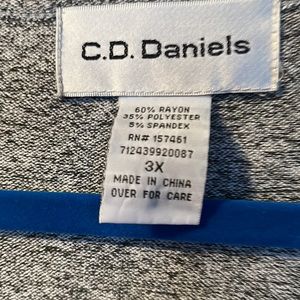 C.D. Daniels
60% RAYON
35% POLYESTER
5% SPANDEX
RN# 157461
712439920087
3X
MADE IN CHINA
OVER FOR CARE